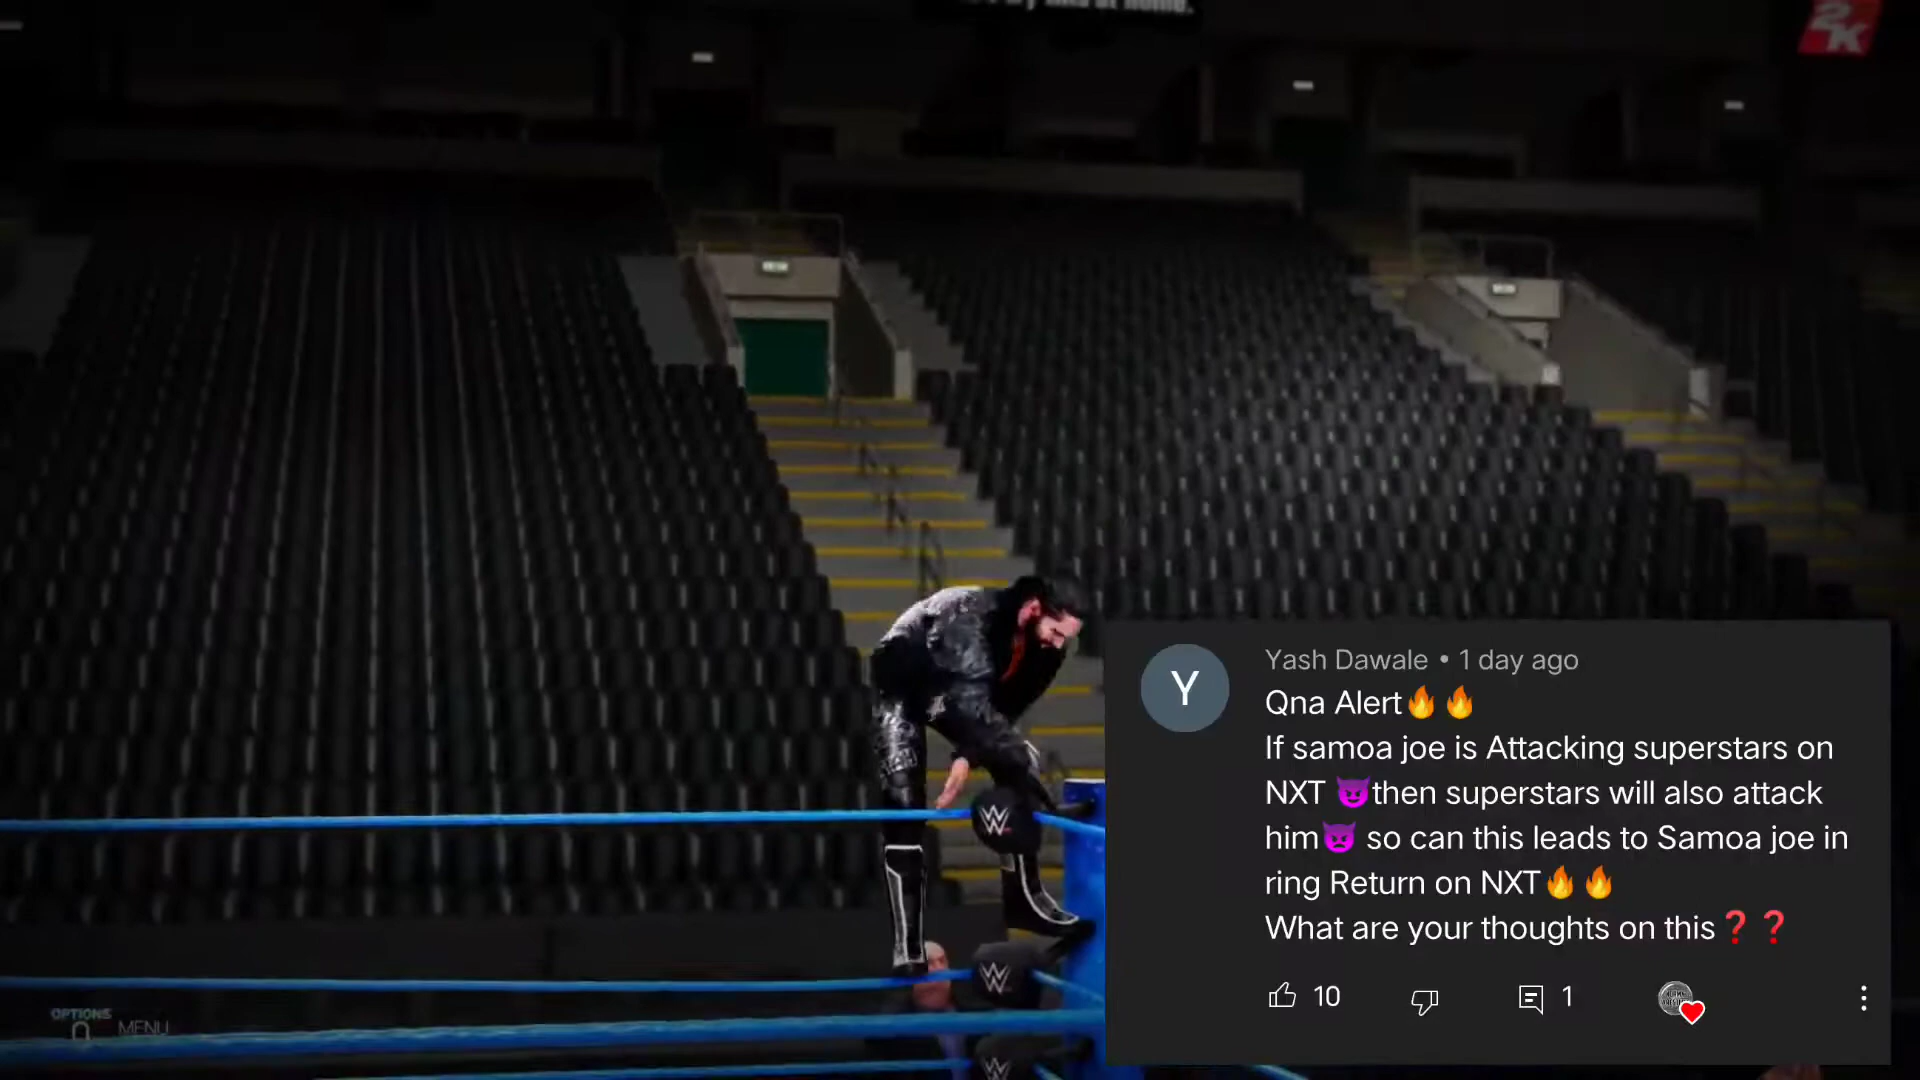 2K
Yash Dawale • 1 day ago
Y
Qna Alert🔥🔥
If samoa joe is Attacking superstars on
NXT 😈then superstars will also attack
him👿 so can this leads to Samoa joe in
ring Return on NXT🔥🔥
What are your thoughts on this❓❓
10
1
OPTIONS
MENU